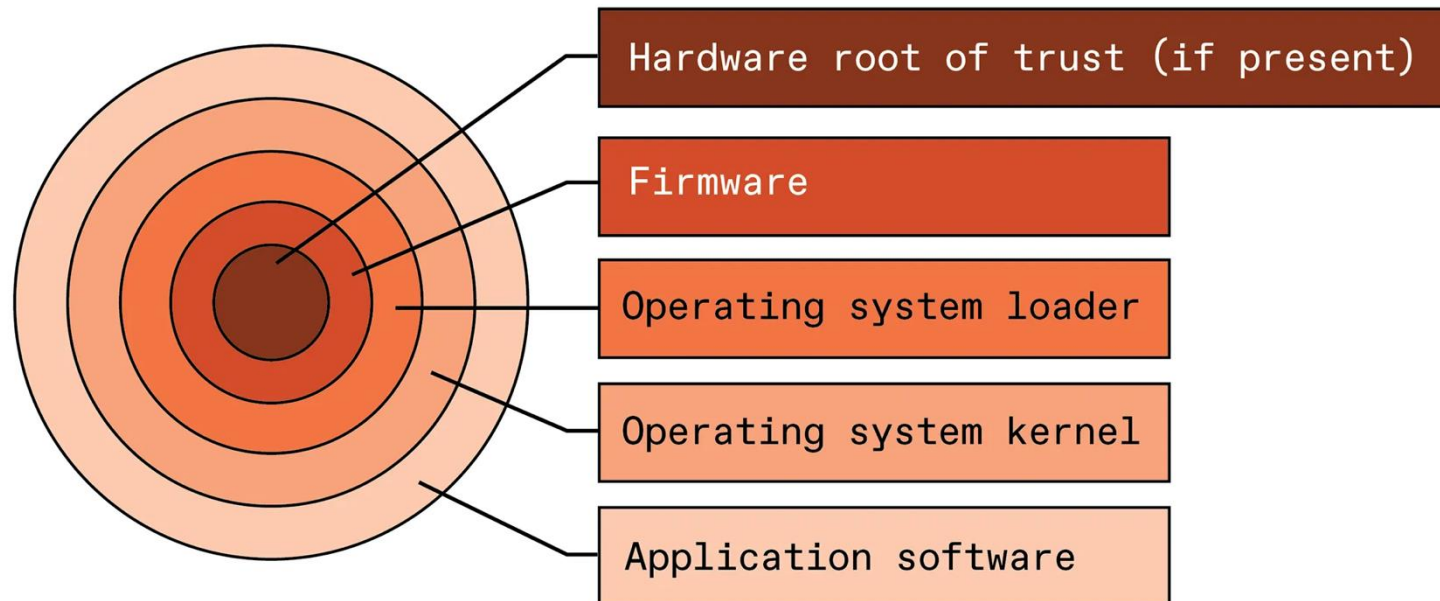 Hardware root of trust (if present)
Firmware
Operating system loader
Operating system kernel
Application software